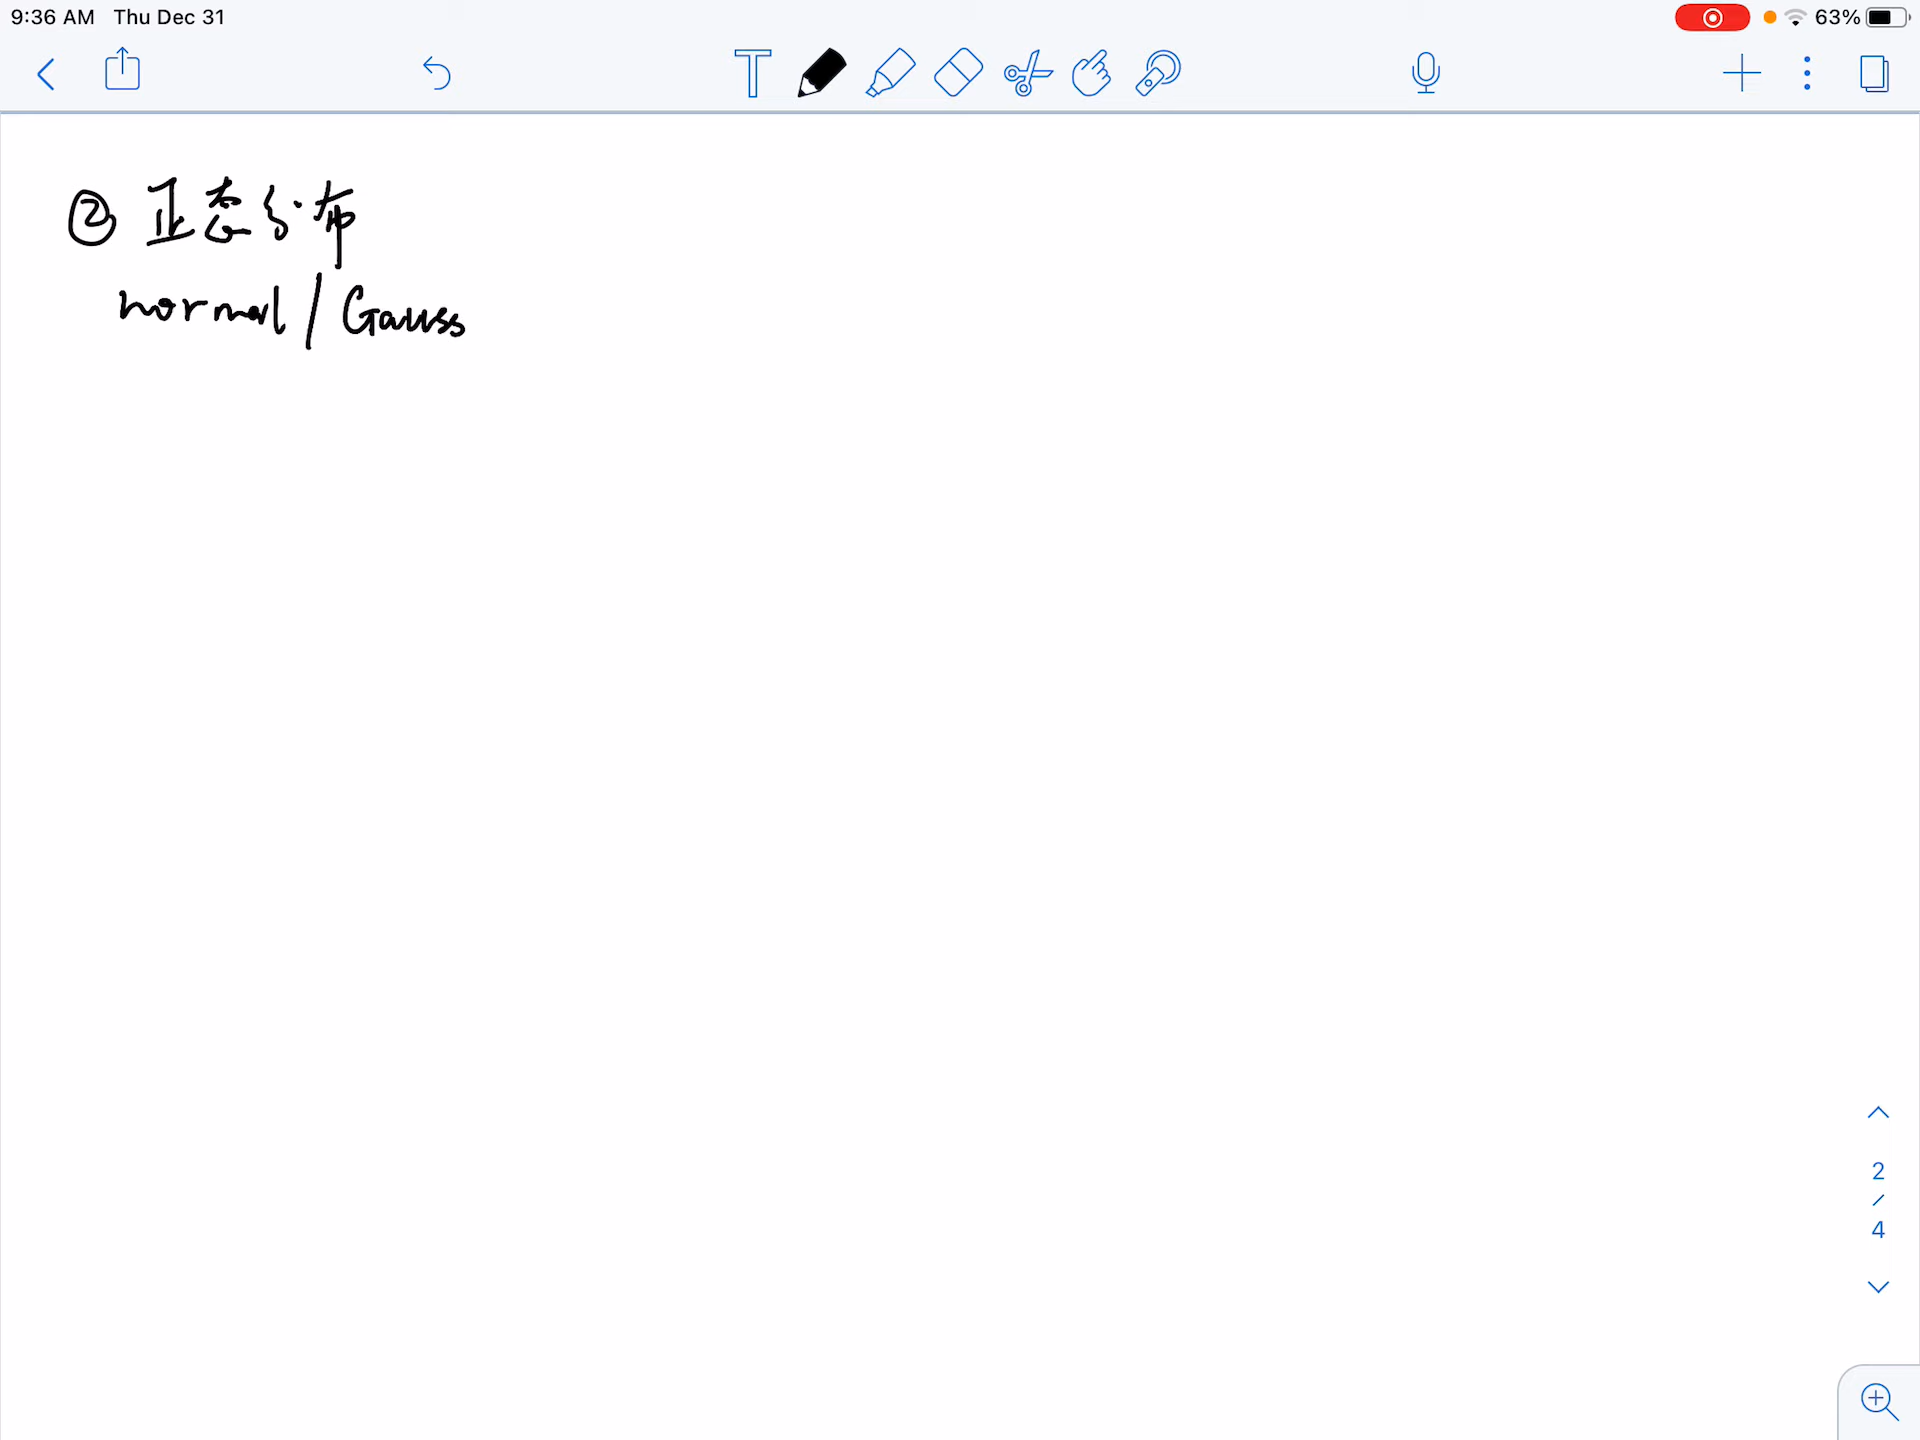 9:36 AM Thu Dec 31
63%
② 正态分布
normal / Gauss
2
/
4